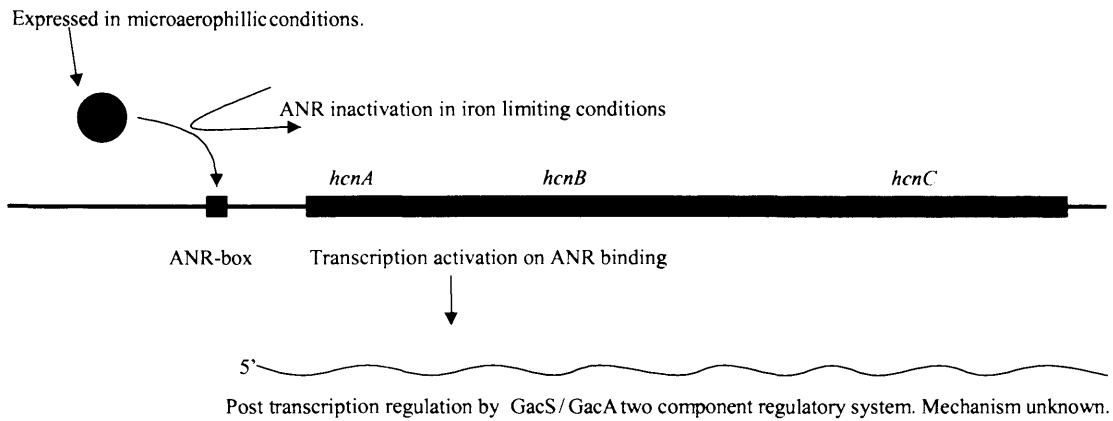 Expressed in microaerophillic conditions.
ANR inactivation in iron limiting conditions
hcnA hcnB hcnC
ANR-box Transcription activation on ANR binding
5'
Post transcription regulation by GacS / GacA two component regulatory system. Mechanism unknown.